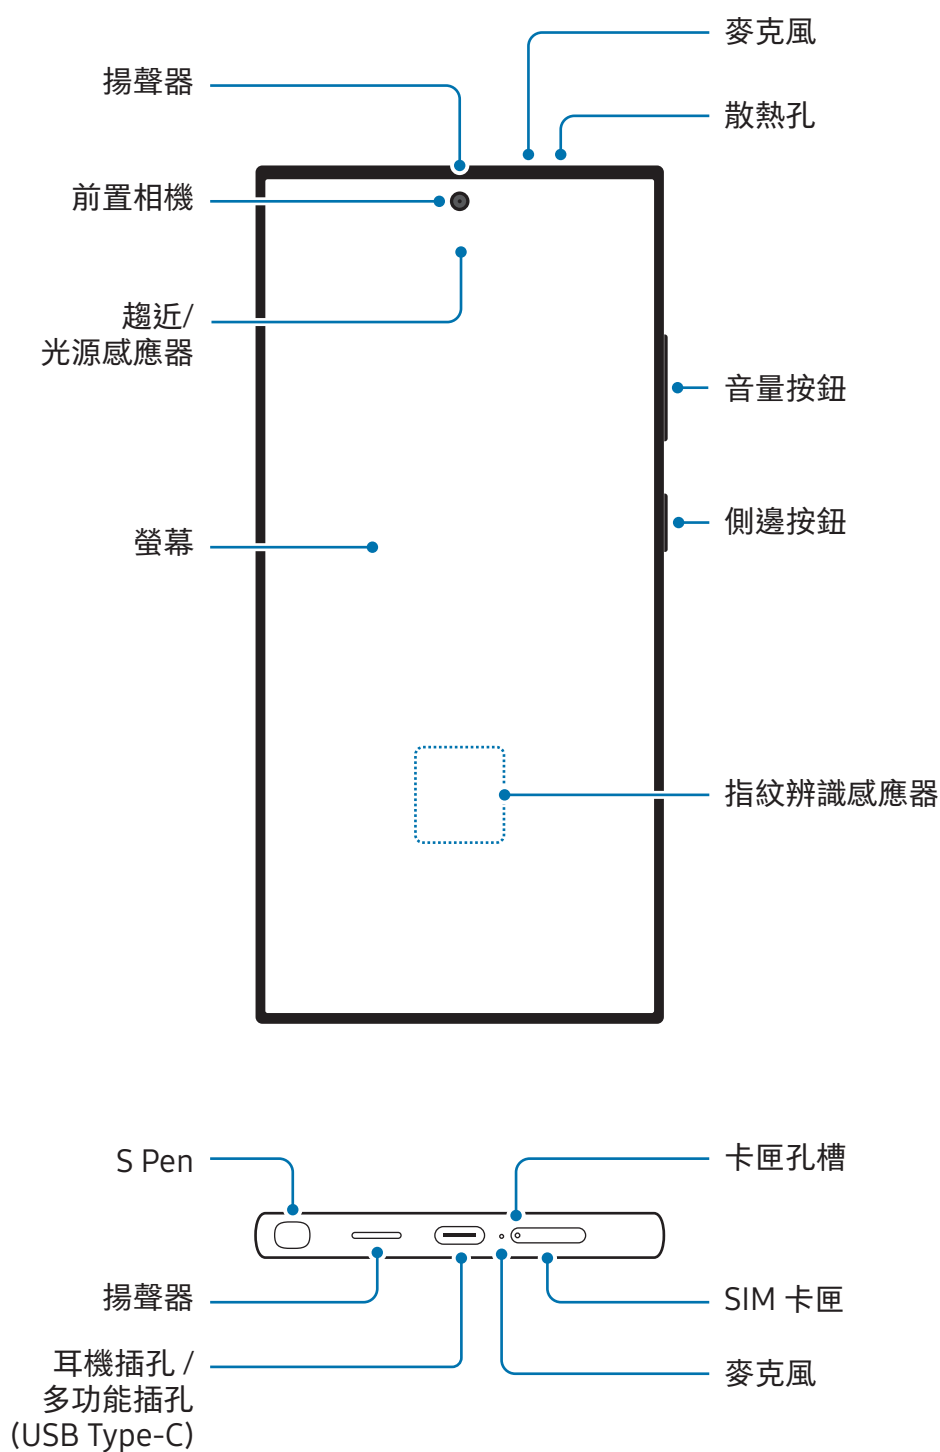 麥克風
揚聲器
散熱孔
前置相機
趨近/
光源感應器
音量按鈕
側邊按鈕
螢幕
指紋辨識感應器
S Pen
卡匣孔槽
揚聲器
SIM 卡匣
耳機插孔 /
多功能插孔
(USB Type-C)
麥克風